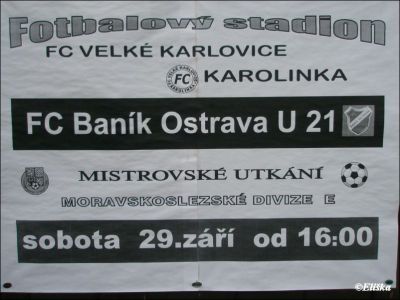 Fotbalový stadion
FC VELKÉ KARLOVICE
KAROLINKA
FC Baník Ostrava U 21
MISTROVSKÉ UTKÁNÍ
MORAVSKOSLEZSKÉ DIVIZE E
sobota 29.září od 16:00
©Eliška